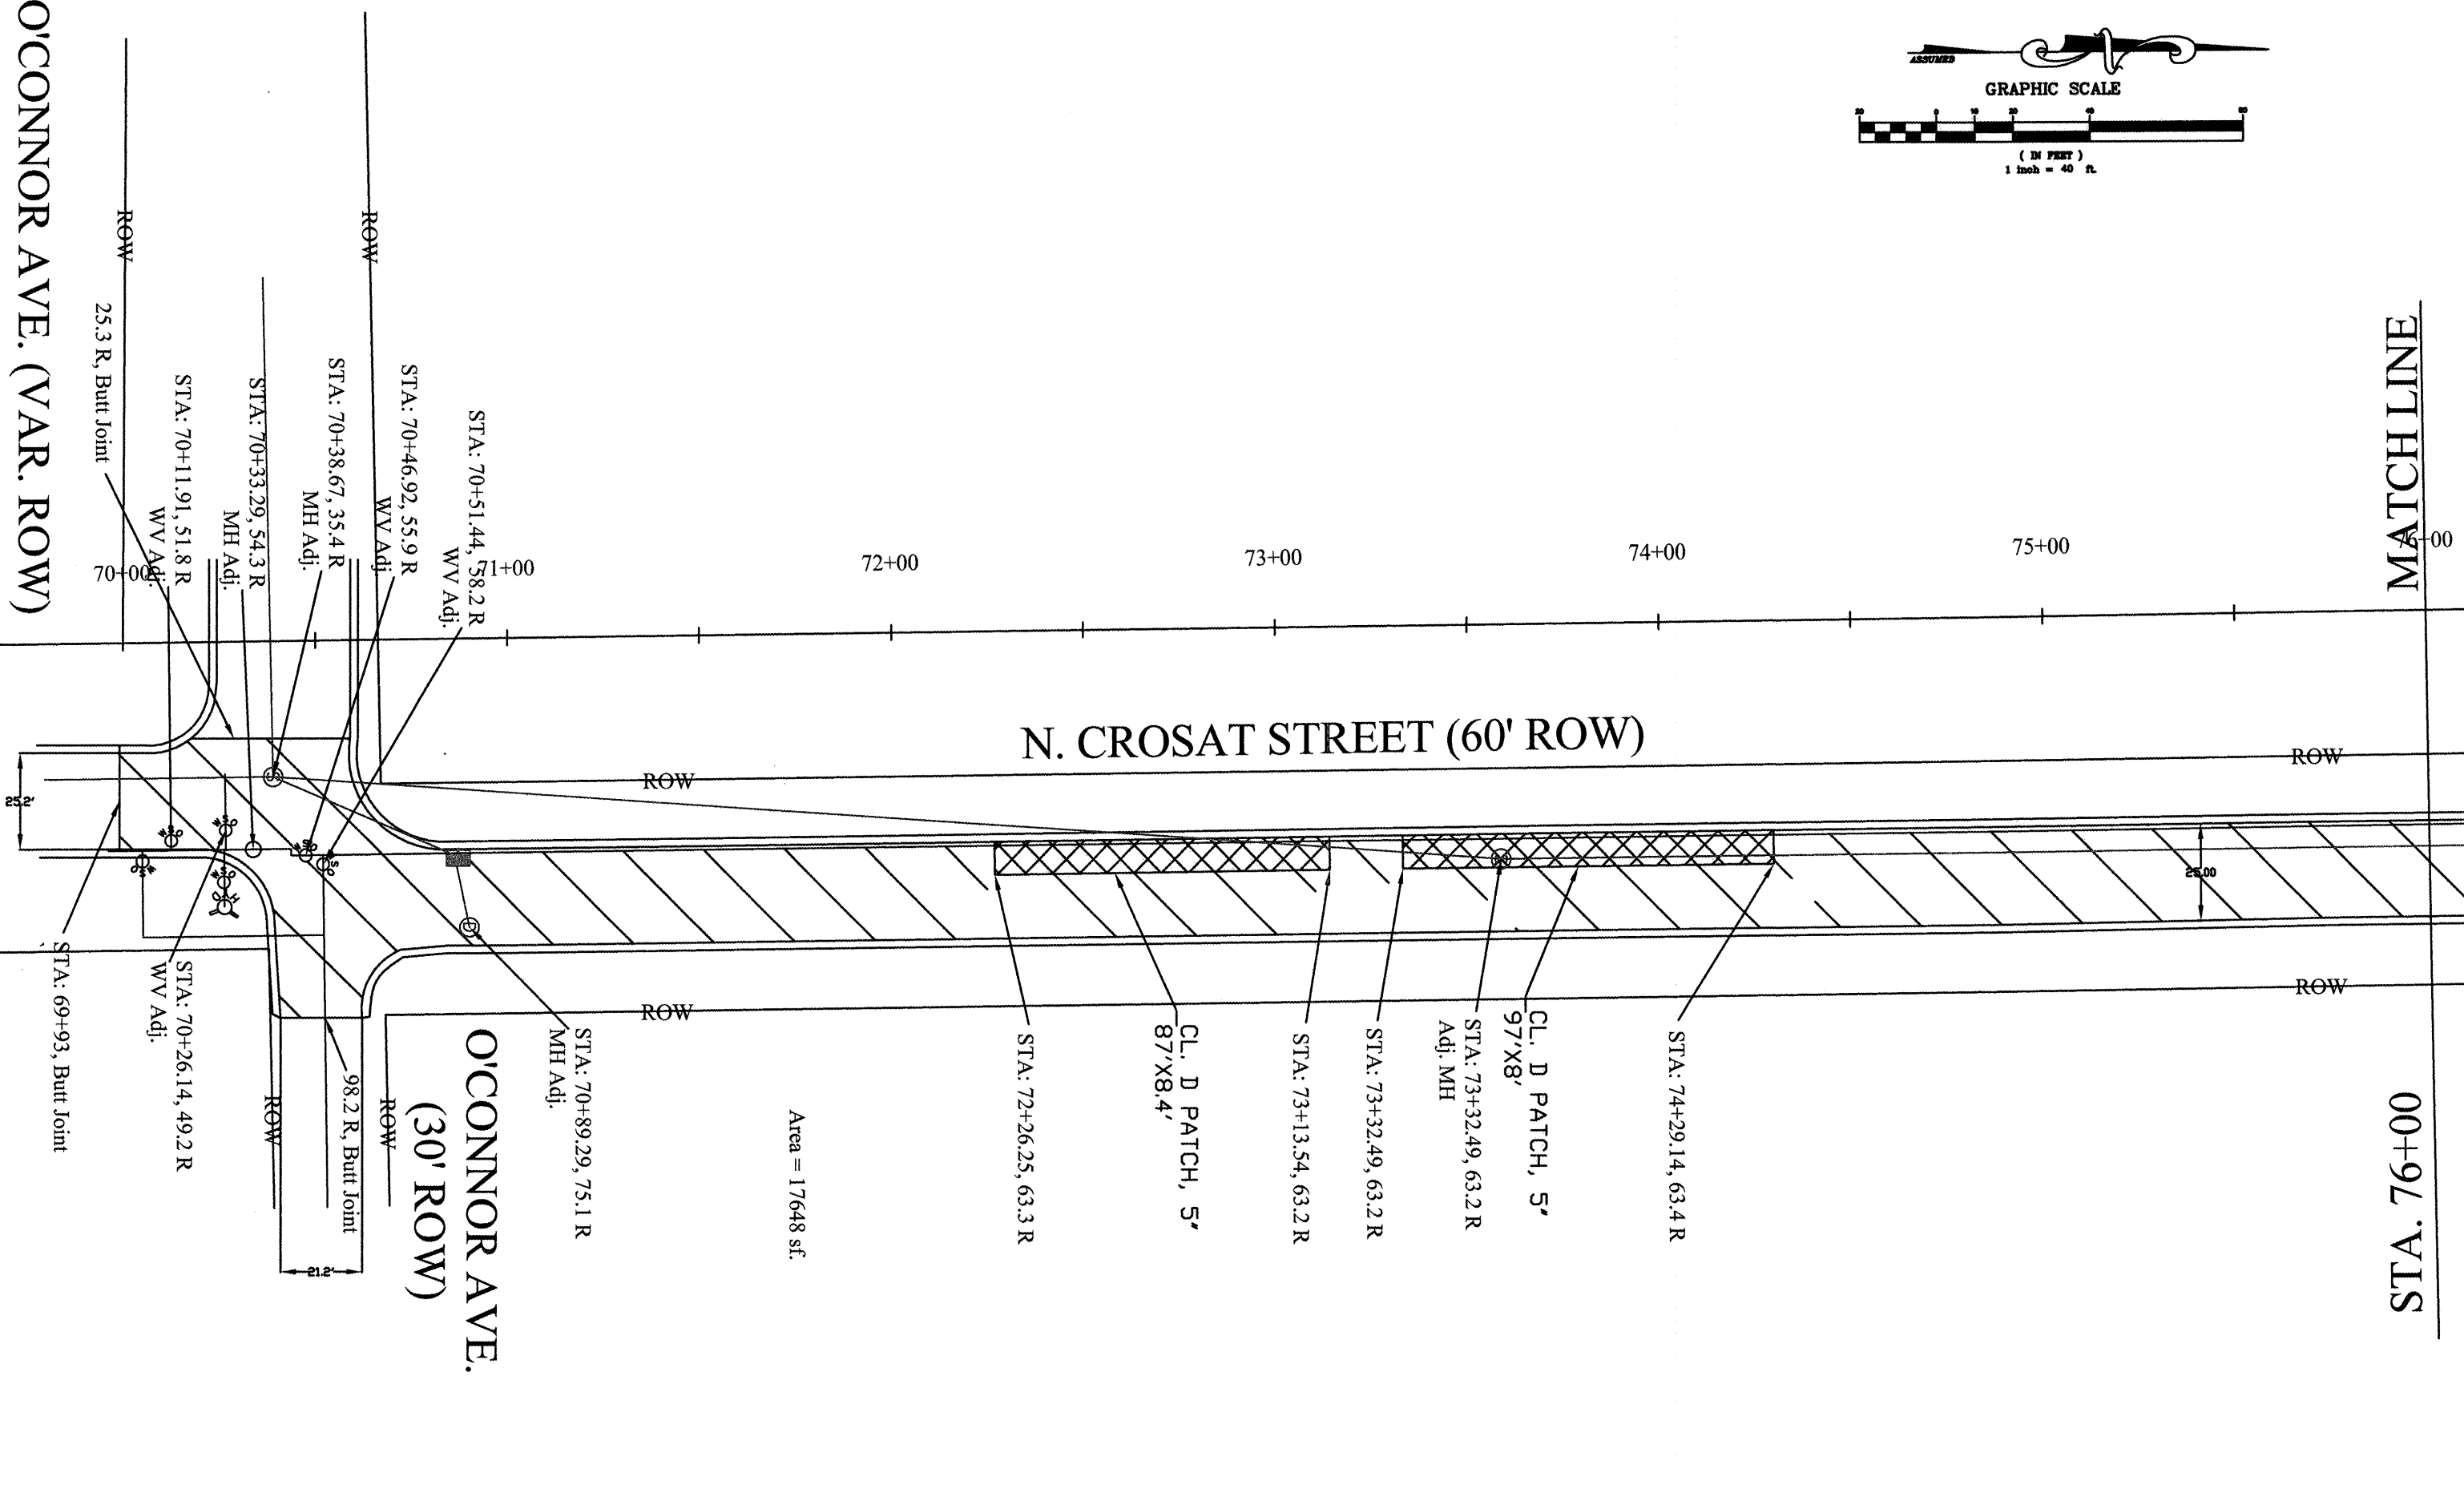 ASSUMED
GRAPHIC SCALE
20 0 10 20 40 80
( IN FEET )
1 inch = 40 ft.
O'CONNOR AVE. (VAR. ROW)
ROW
ROW
25.3 R, Butt Joint
STA: 70+11.91, 51.8 R
WV Adj.
STA: 70+33.29, 54.3 R
MH Adj.
STA: 70+38.67, 35.4 R
MH Adj.
STA: 70+46.92, 55.9 R
WV Adj.
STA: 70+51.44, 58.2 R
WV Adj.
70+00
71+00
72+00
73+00
74+00
75+00
76+00
MATCH LINE
STA. 76+00
N. CROSAT STREET (60' ROW)
ROW
ROW
25.2'
25.00
ROW
ROW
STA: 69+93, Butt Joint
STA: 70+26.14, 49.2 R
WV Adj.
ROW
98.2 R, Butt Joint
ROW
21.2'
O'CONNOR AVE.
(30' ROW)
STA: 70+89.29, 75.1 R
MH Adj.
Area = 17648 sf.
STA: 72+26.25, 63.3 R
CL. D PATCH, 5"
87'X8.4'
STA: 73+13.54, 63.2 R
STA: 73+32.49, 63.2 R
STA: 73+32.49, 63.2 R
Adj. MH
CL. D PATCH, 5"
97'X8'
STA: 74+29.14, 63.4 R